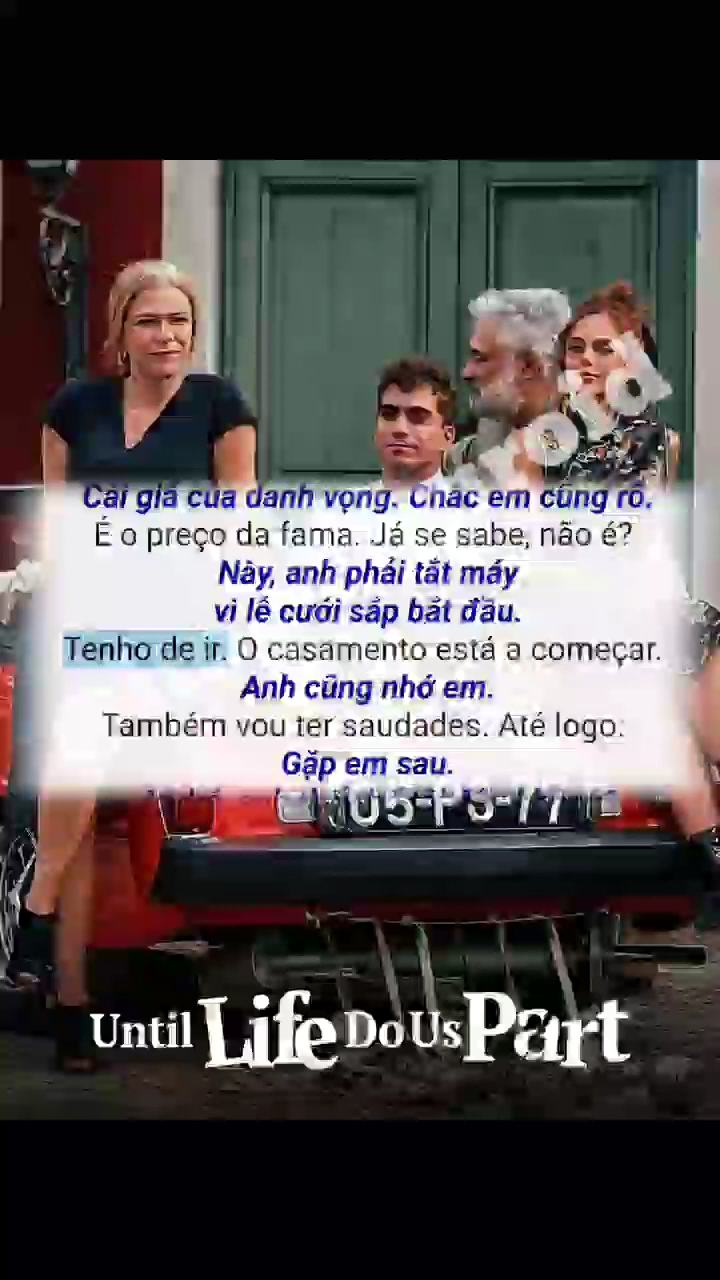 Cái giá của danh vọng. Chắc em cũng rõ.
É o preço da fama. Já se sabe, não é?
Này, anh phải tắt máy
vì lễ cưới sắp bắt đầu.
Tenho de ir. O casamento está a começar.
Anh cũng nhớ em.
Também vou ter saudades. Até logo.
Gặp em sau.
Until Life Do Us Part